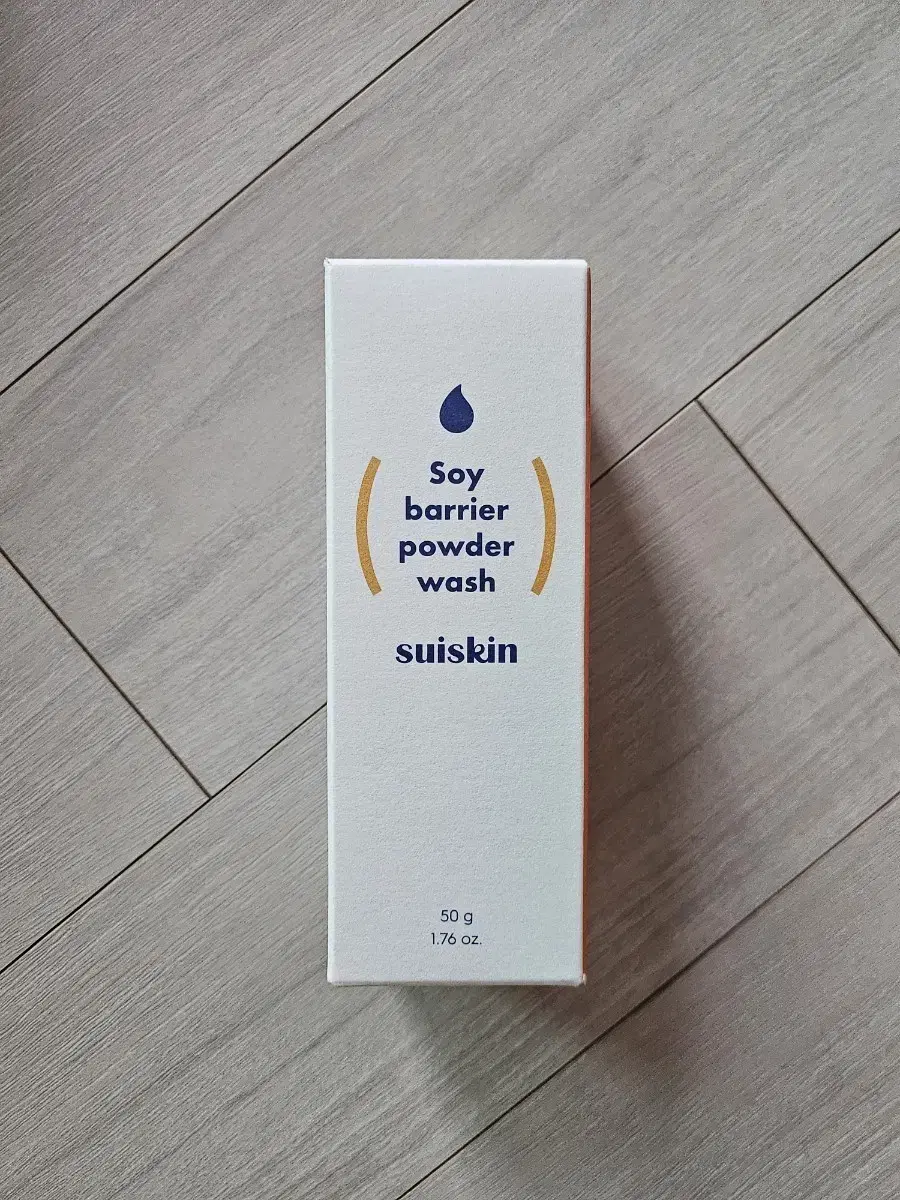 Soy
barrier
powder
wash
suiskin
50 g
1.76 oz.